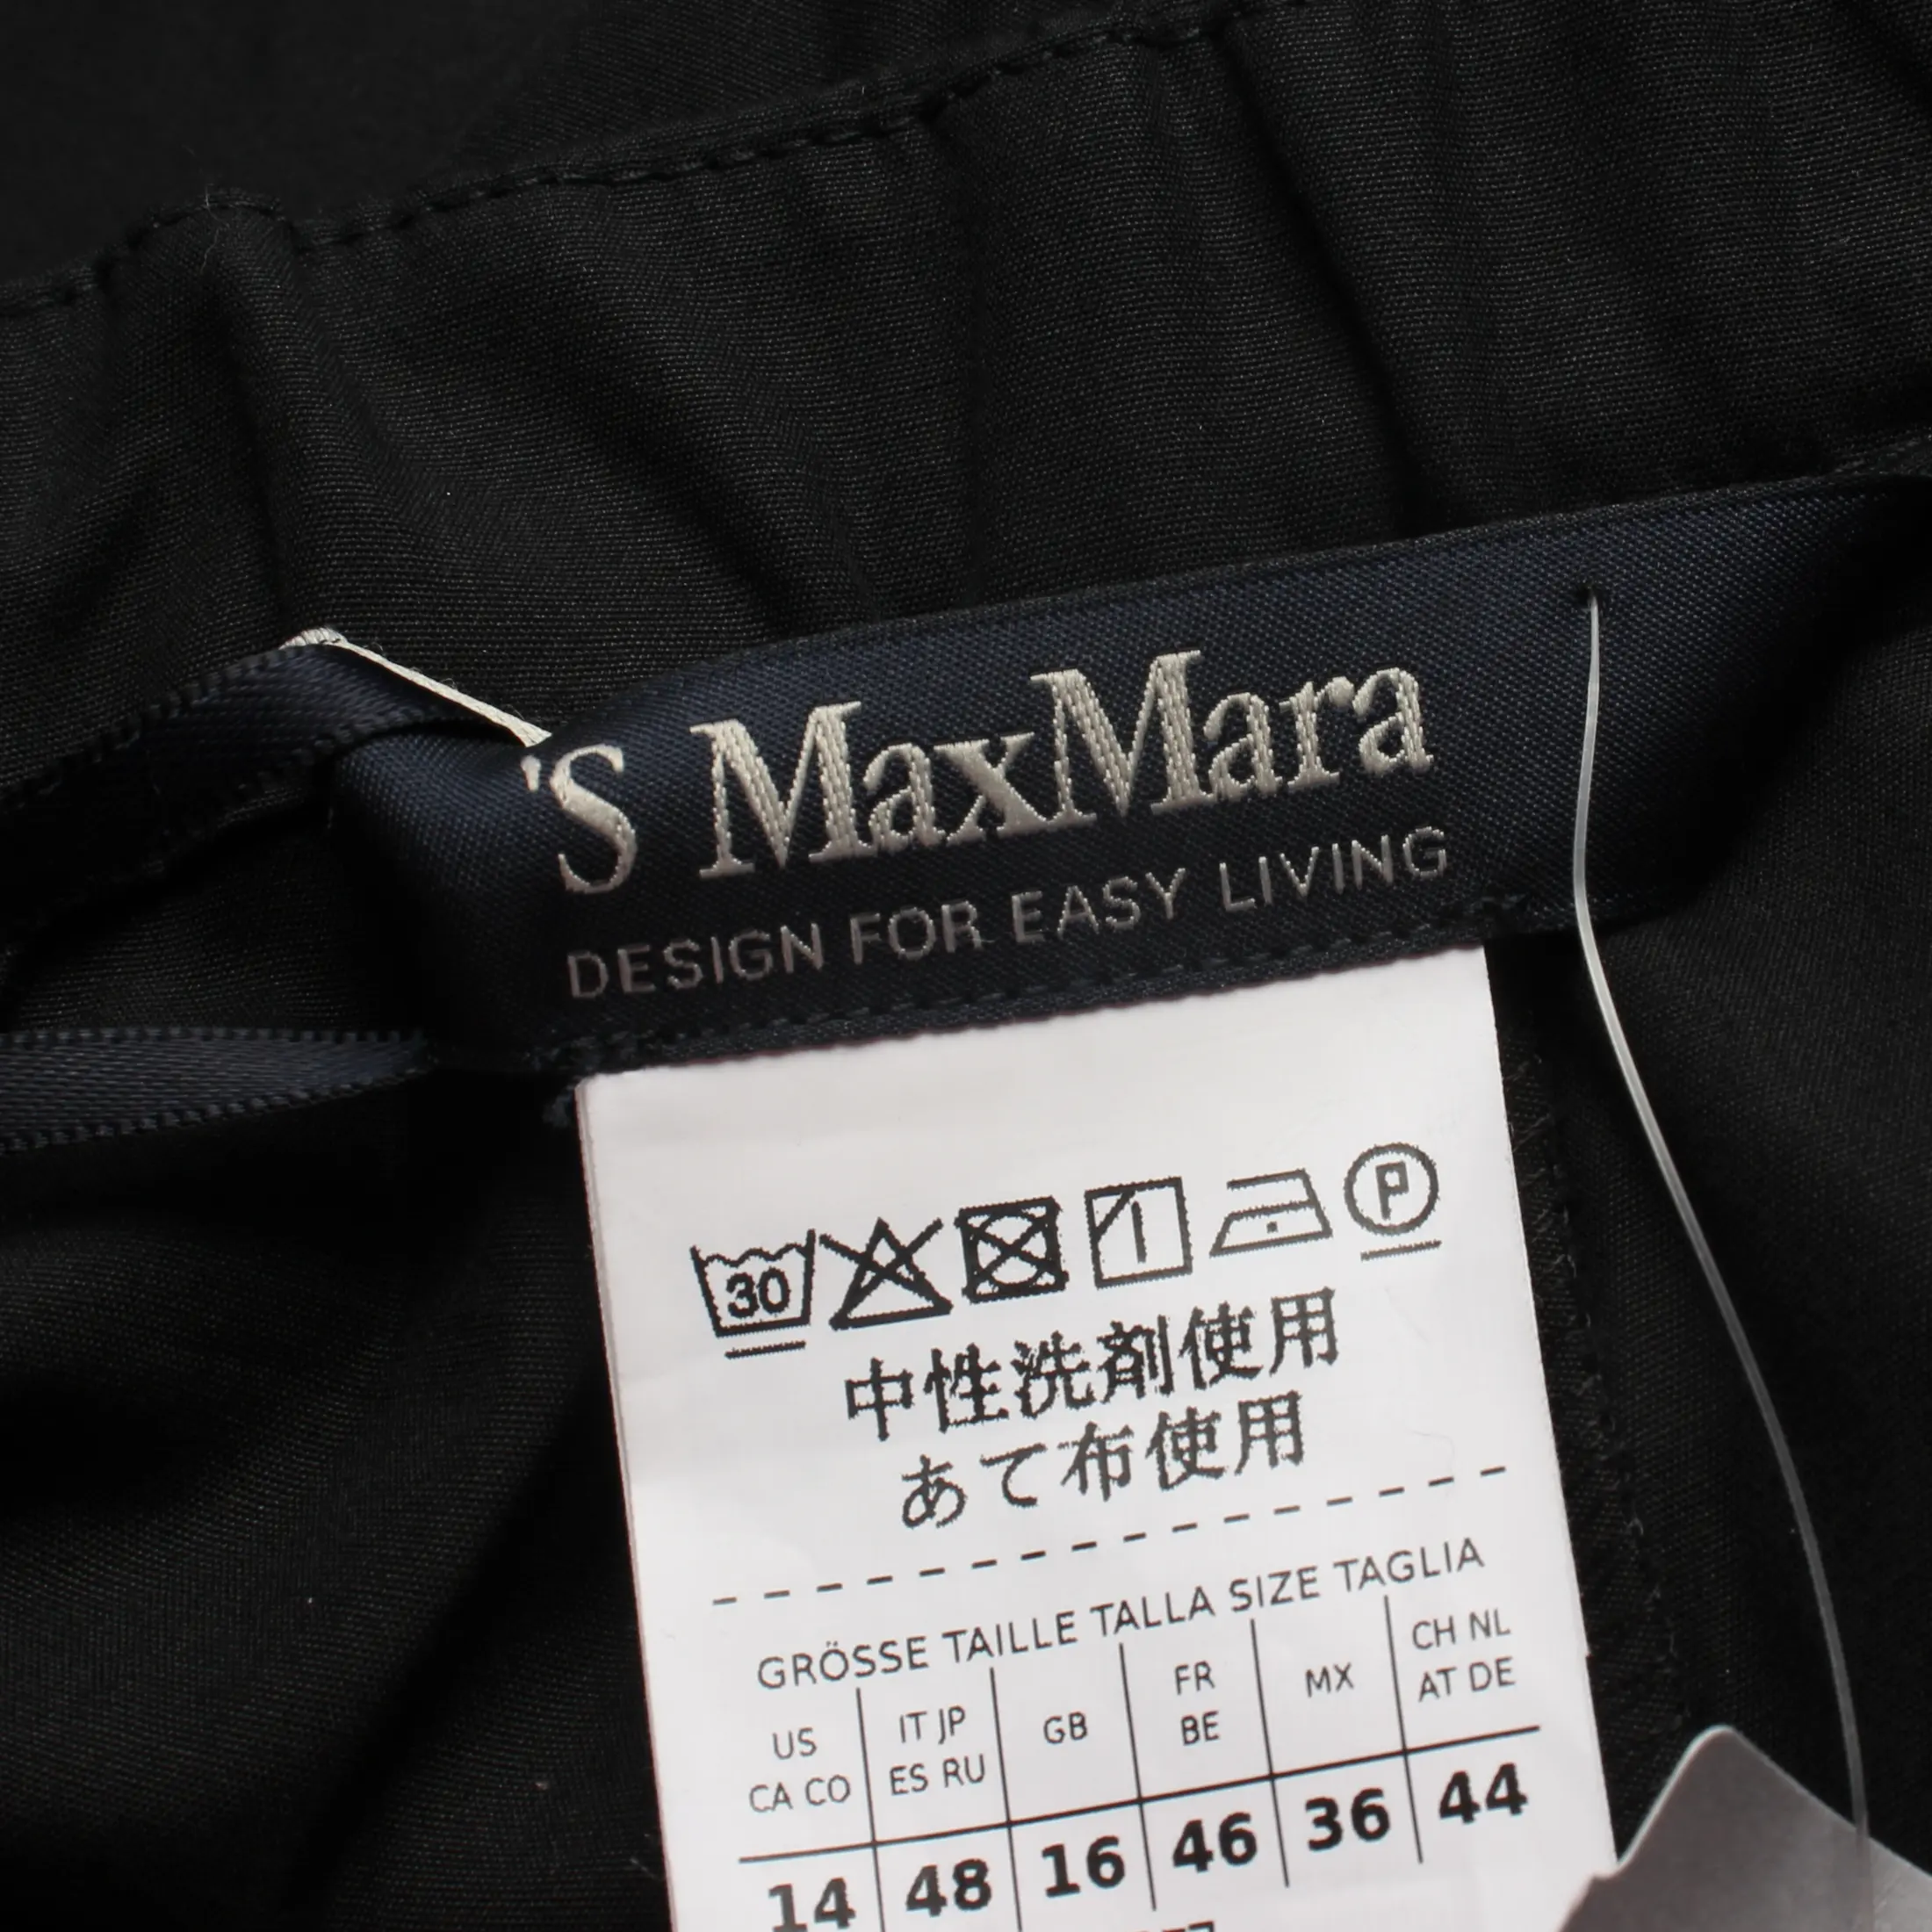 'S MaxMara
DESIGN FOR EASY LIVING
30 P
中性洗剤使用
あて布使用
GRÖSSE TAILLE TALLA SIZE TAGLIA
US IT JP GB FR MX CH NL
CA CO ES RU BE AT DE
14 48 16 46 36 44